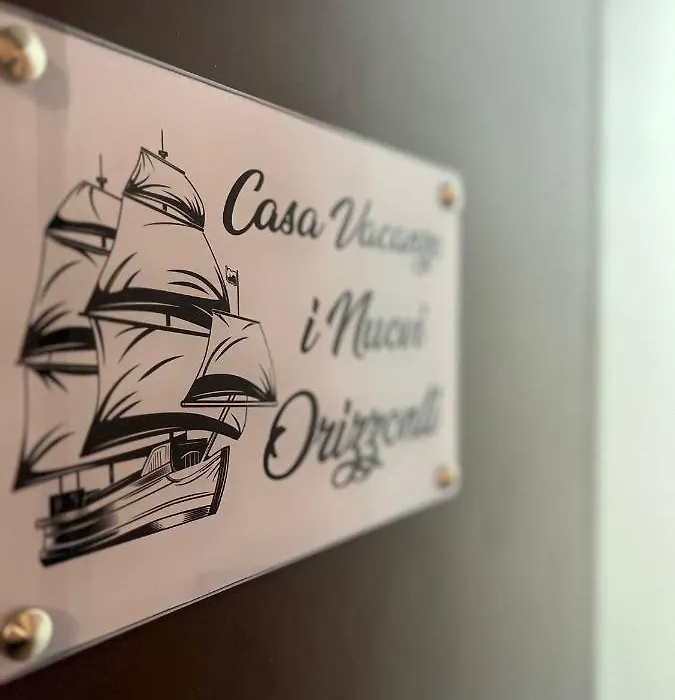 Casa Vacanze
i Nuovi
Orizzonti